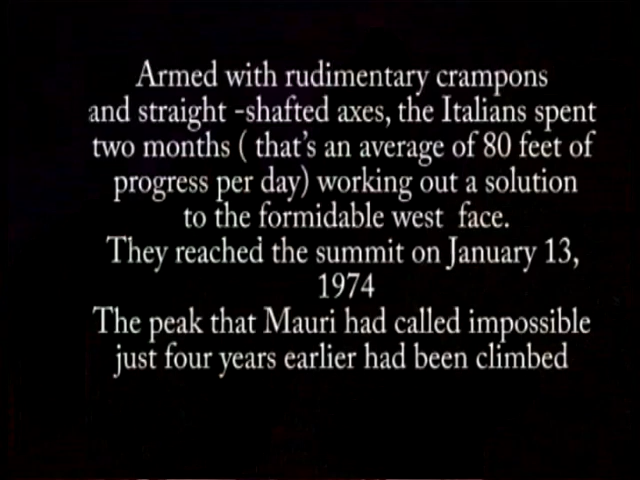 Armed with rudimentary crampons
and straight -shafted axes, the Italians spent
two months ( that's an average of 80 feet of
progress per day) working out a solution
to the formidable west  face.
They reached the summit on January 13,
1974
The peak that Mauri had called impossible
just four years earlier had been climbed